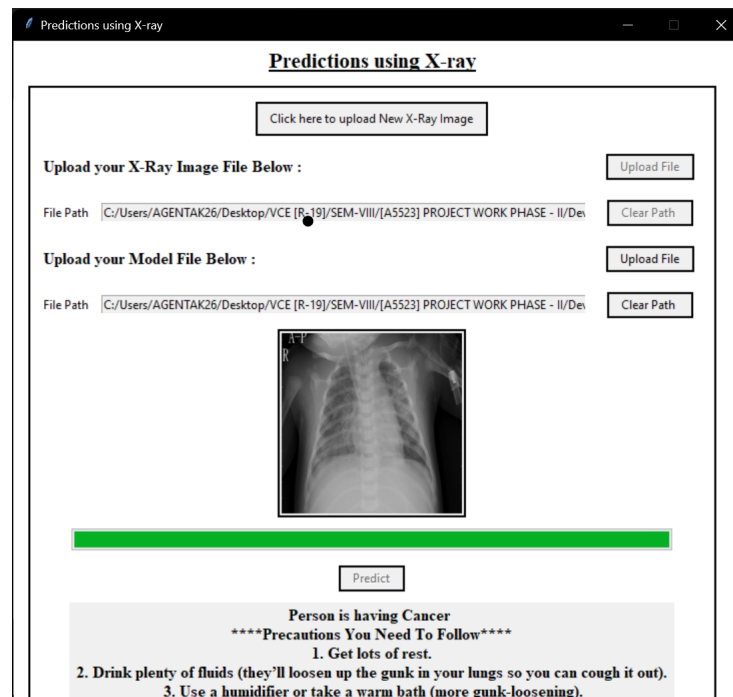 Predictions using X-ray
Predictions using X-ray
Click here to upload New X-Ray Image
Upload your X-Ray Image File Below :
Upload File
File Path C:/Users/AGENTAK26/Desktop/VCE [R-19]/SEM-VIII/[A5523] PROJECT WORK PHASE - II/Dev
Clear Path
Upload your Model File Below :
Upload File
File Path C:/Users/AGENTAK26/Desktop/VCE [R-19]/SEM-VIII/[A5523] PROJECT WORK PHASE - II/Dev
Clear Path
A-P
R
Predict
Person is having Cancer
****Precautions You Need To Follow****
1. Get lots of rest.
2. Drink plenty of fluids (they'll loosen up the gunk in your lungs so you can cough it out).
3. Use a humidifier or take a warm bath (more gunk-loosening).